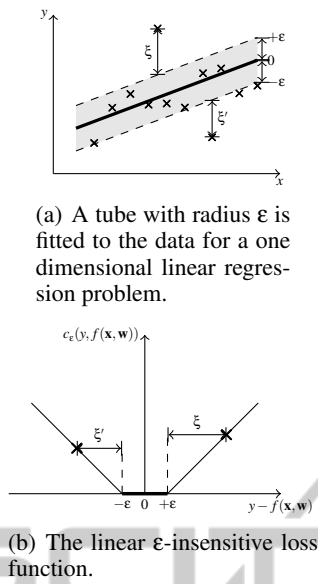 y
ξ
+ε
0
−ε
ξ′
x
(a) A tube with radius ε is
fitted to the data for a one
dimensional linear regres-
sion problem.
c_ε(y, f(x,w))
ξ′
ξ
−ε 0 +ε
y − f(x,w)
(b) The linear ε-insensitive loss
function.